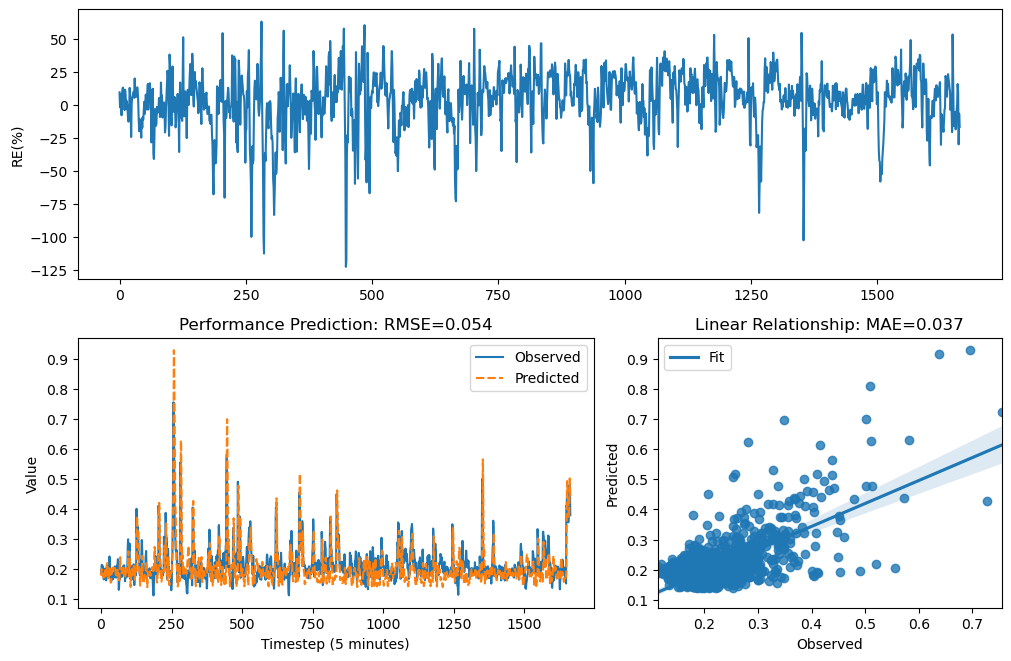 50
25
0
−25
−50
−75
−100
−125
RE(%)
0 250 500 750 1000 1250 1500
Performance Prediction: RMSE=0.054
Observed
Predicted
0.9
0.8
0.7
0.6
0.5
0.4
0.3
0.2
0.1
Value
0 250 500 750 1000 1250 1500
Timestep (5 minutes)
Linear Relationship: MAE=0.037
Fit
0.9
0.8
0.7
0.6
0.5
0.4
0.3
0.2
0.1
Predicted
0.2 0.3 0.4 0.5 0.6 0.7
Observed